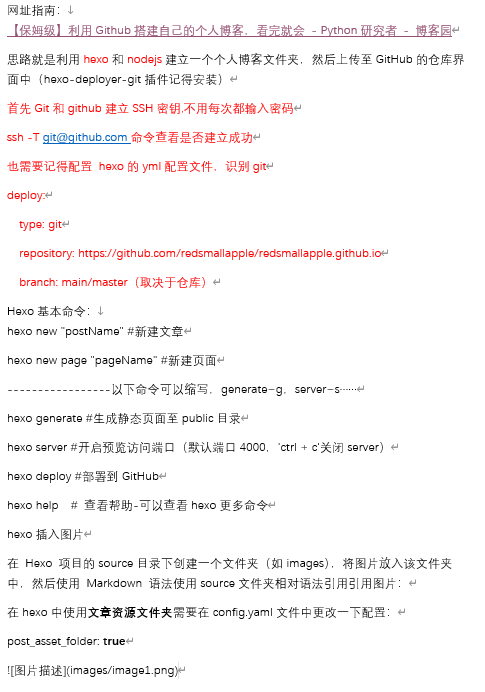 网址指南：↓
【保姆级】利用 Github 搭建自己的个人博客，看完就会 - Python 研究者 - 博客园↵
思路就是利用 hexo 和 nodejs 建立一个个人博客文件夹，然后上传至 GitHub 的仓库界
面中（hexo-deployer-git 插件记得安装）↵
首先 Git 和 github 建立 SSH 密钥,不用每次都输入密码↵
ssh -T git@github.com 命令查看是否建立成功↵
也需要记得配置 hexo 的 yml 配置文件，识别 git↵
deploy:↵
type: git↵
repository: https://github.com/redsmallapple/redsmallapple.github.io↵
branch: main/master（取决于仓库）↵
Hexo 基本命令：↓
hexo new "postName" #新建文章↵
hexo new page "pageName" #新建页面↵
-----------------以下命令可以缩写，generate–g，server–s……↵
hexo generate #生成静态页面至 public 目录↵
hexo server #开启预览访问端口（默认端口 4000，'ctrl + c'关闭 server）↵
hexo deploy #部署到 GitHub↵
hexo help # 查看帮助-可以查看 hexo 更多命令↵
hexo 插入图片↵
在 Hexo 项目的 source 目录下创建一个文件夹（如 images），将图片放入该文件夹
中，然后使用 Markdown 语法使用 source 文件夹相对语法引用引用图片：↵
在 hexo 中使用文章资源文件夹需要在 config.yaml 文件中更改一下配置：↵
post_asset_folder: true↵
![图片描述](images/image1.png)↵